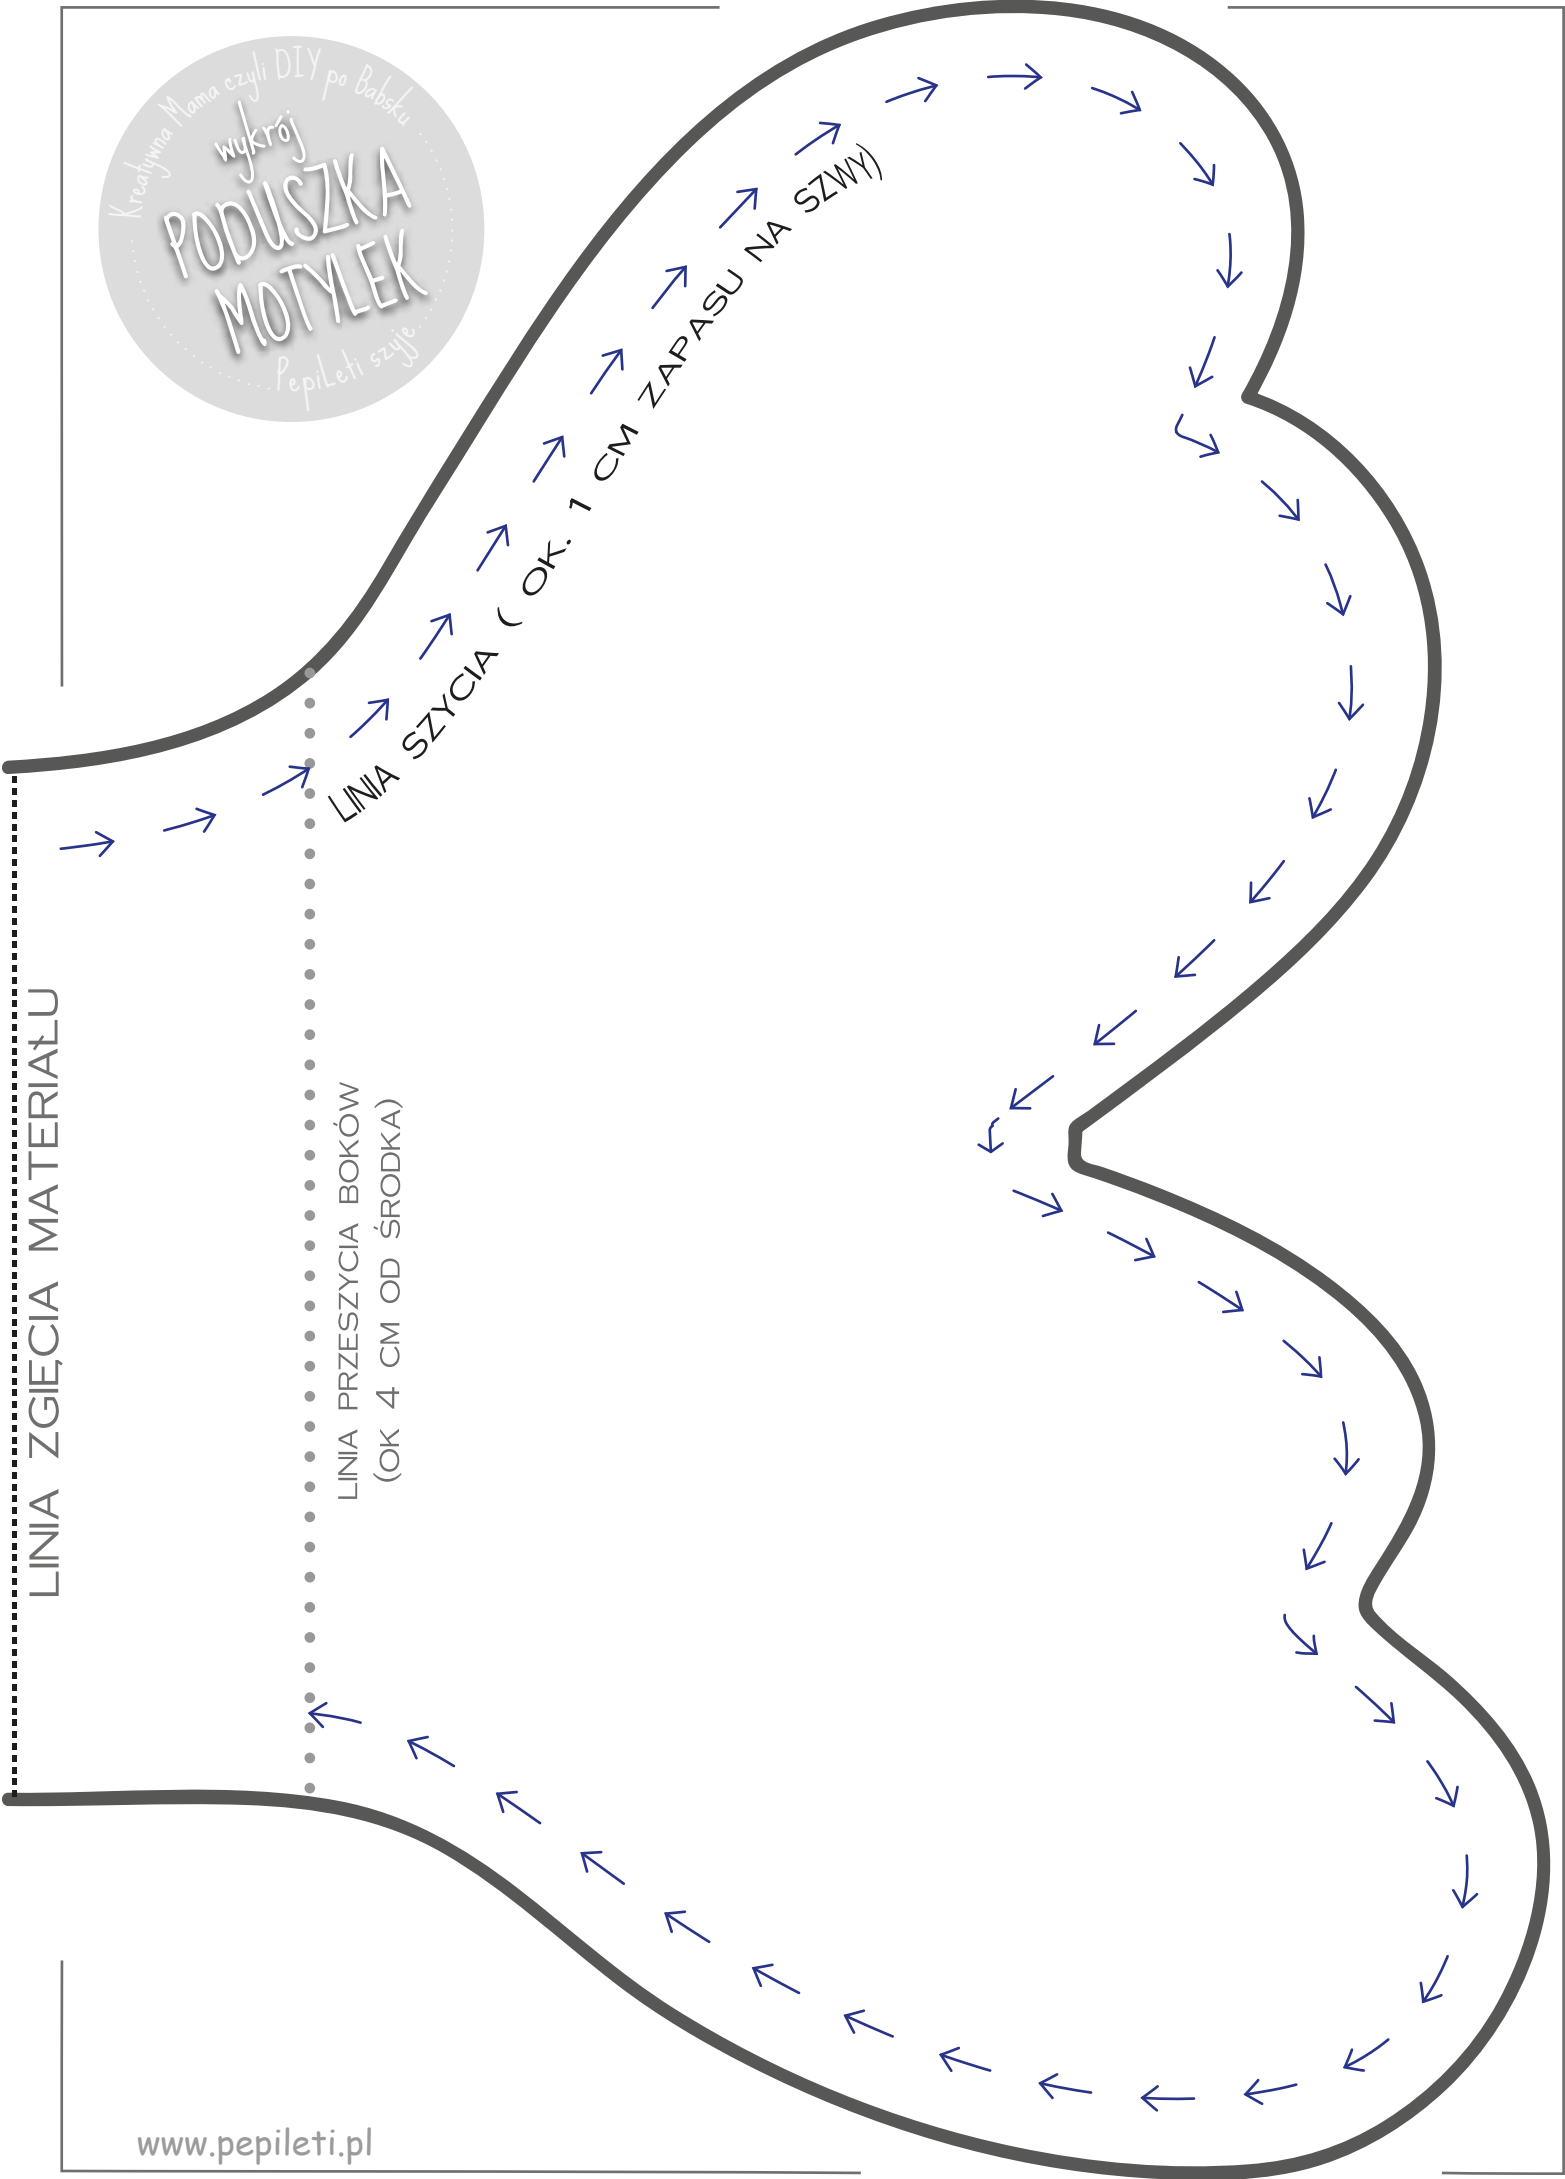 Kreatywna Mama czyli DIY po Babsku
wykrój
PODUSZKA
MOTYLEK
PepiLeti szyje
LINIA SZYCIA ( OK. 1 CM ZAPASU NA SZWY)
LINIA ZGIĘCIA MATERIAŁU
LINIA PRZESZYCIA BOKÓW
(OK 4 CM OD ŚRODKA)
www.pepileti.pl